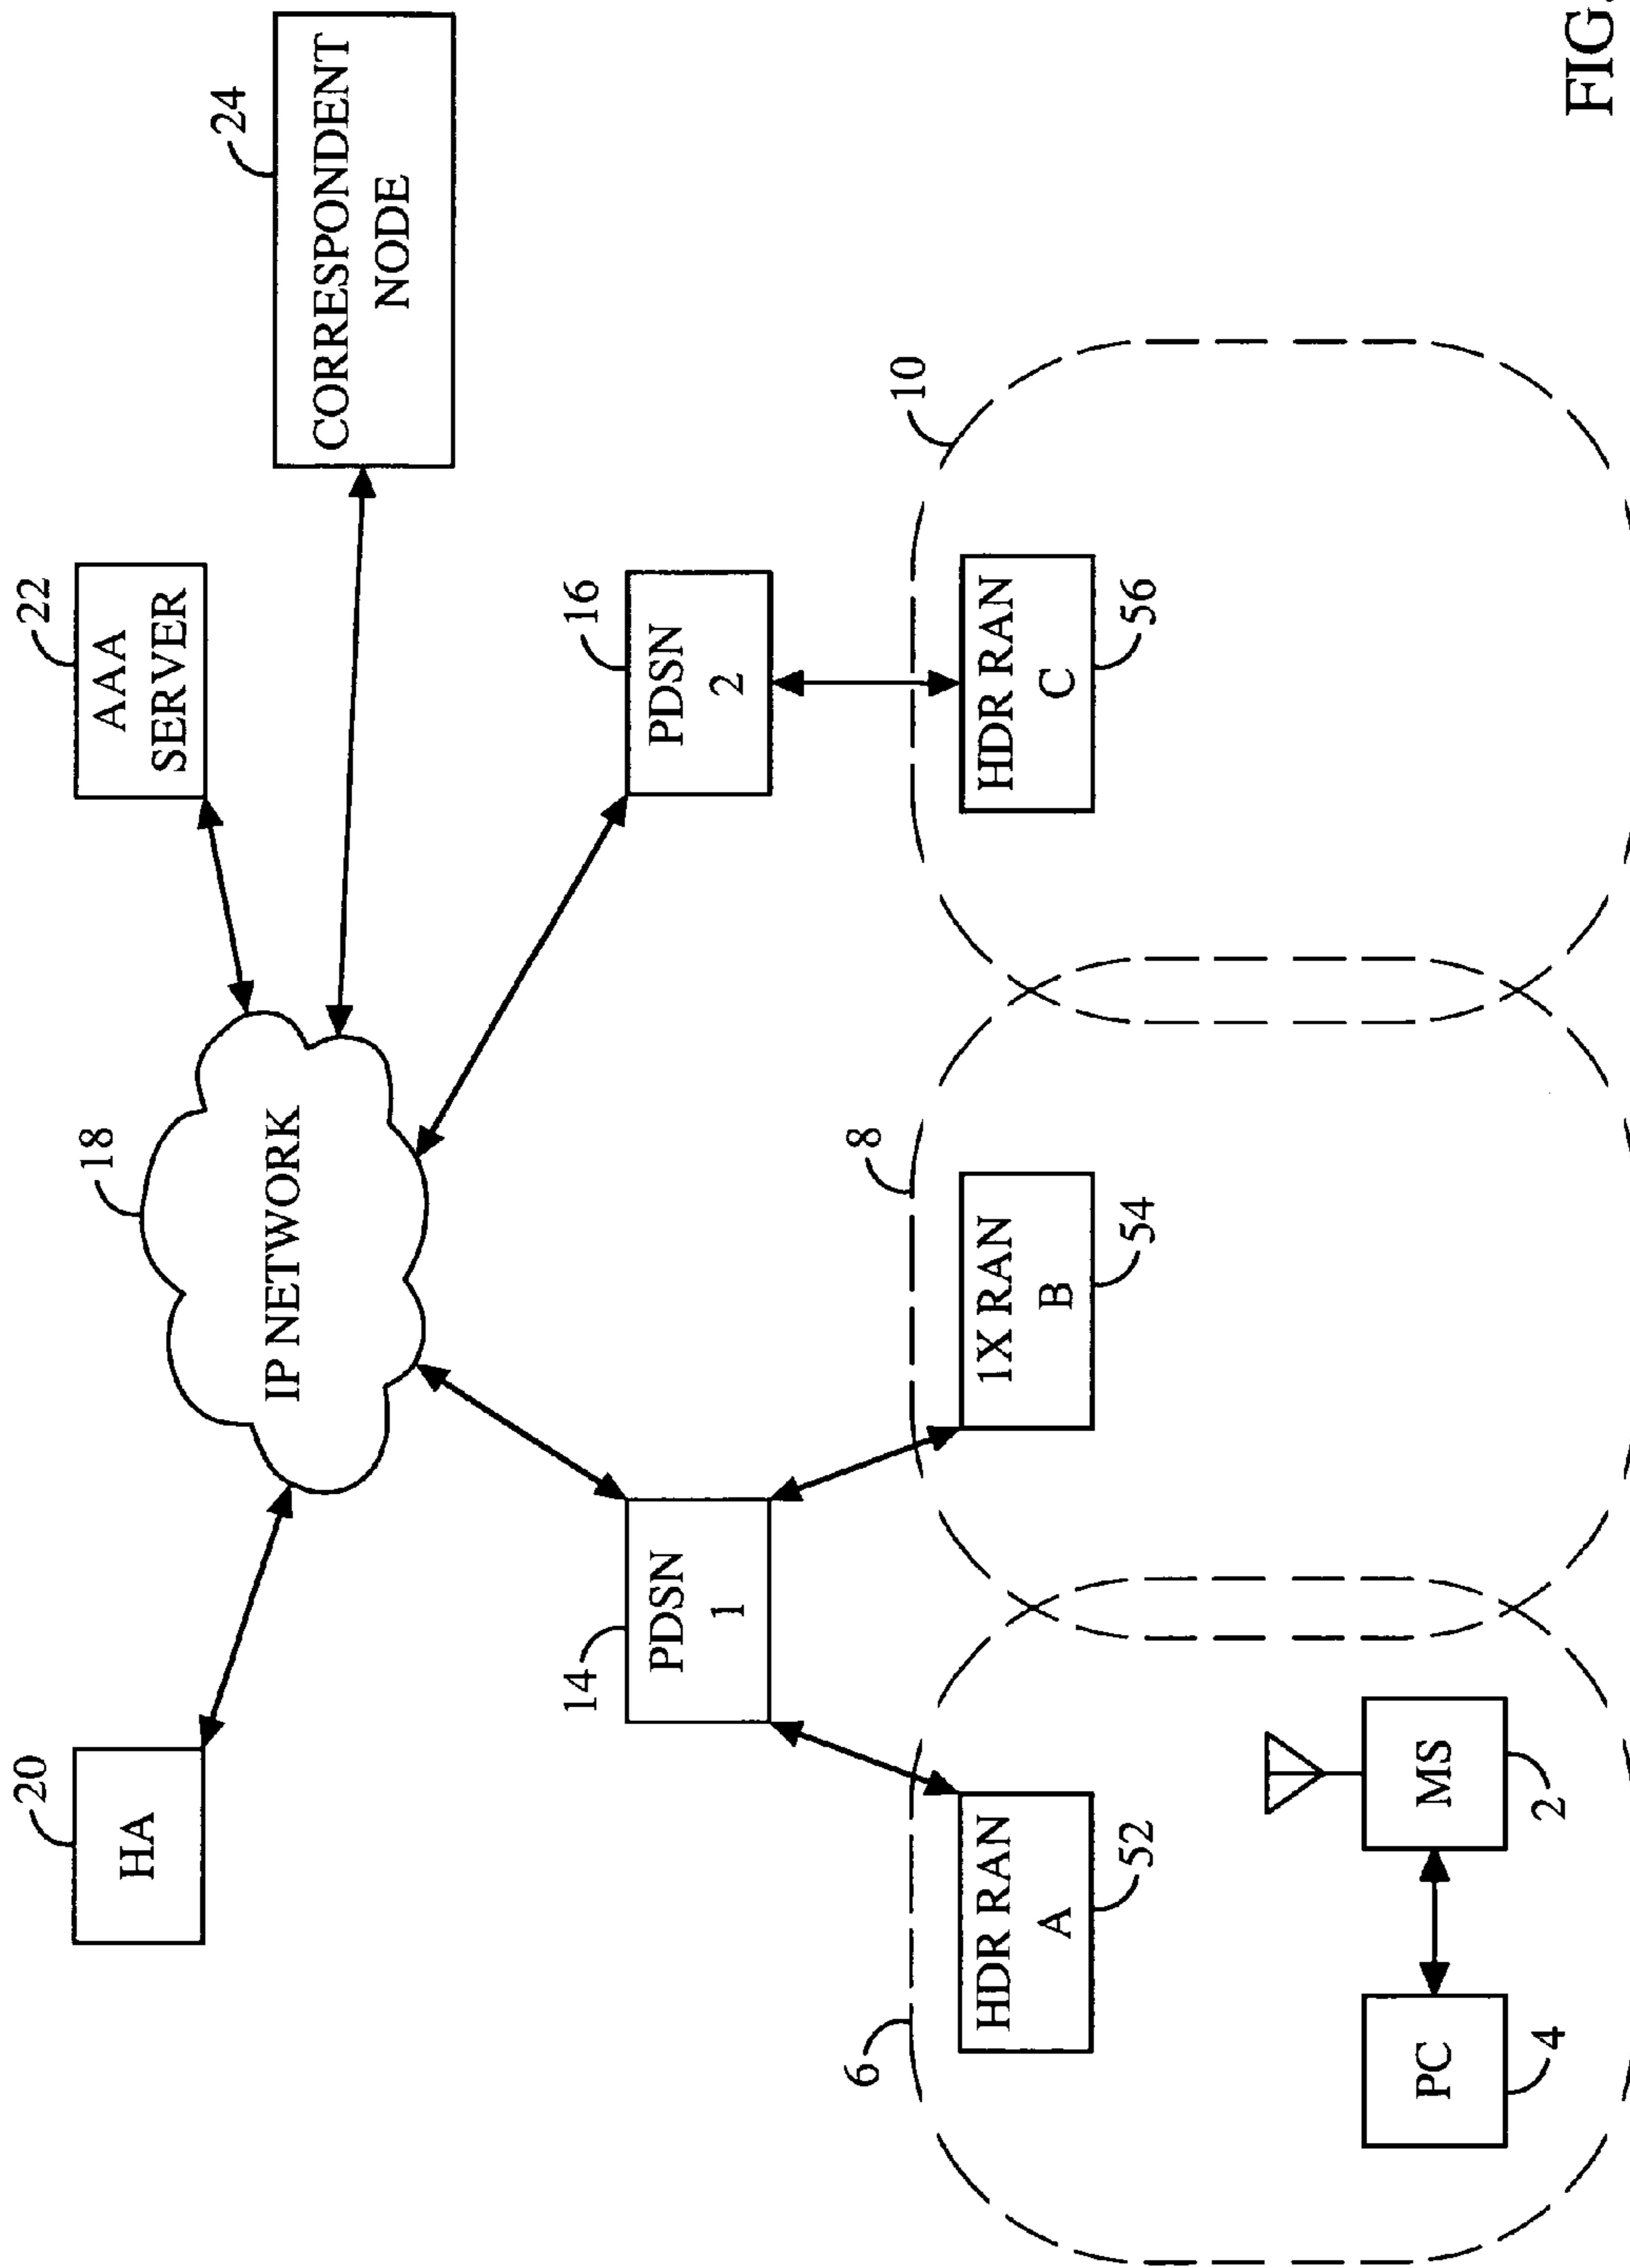 20
HA
18
IP NETWORK
22
AAA
SERVER
24
CORRESPONDENT
NODE
14
PDSN
1
16
PDSN
2
6
HDR RAN
A
52
8
1X RAN
B
54
10
HDR RAN
C
56
PC
4
MS
2
FIG.